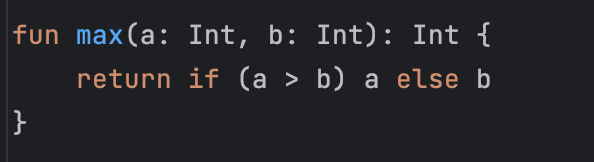 fun max(a: Int, b: Int): Int {
    return if (a > b) a else b
}